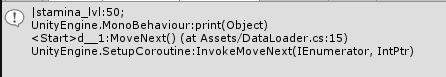 |stamina_lvl:50;
UnityEngine.MonoBehaviour:print(Object)
<Start>d__1:MoveNext() (at Assets/DataLoader.cs:15)
UnityEngine.SetupCoroutine:InvokeMoveNext(IEnumerator, IntPtr)